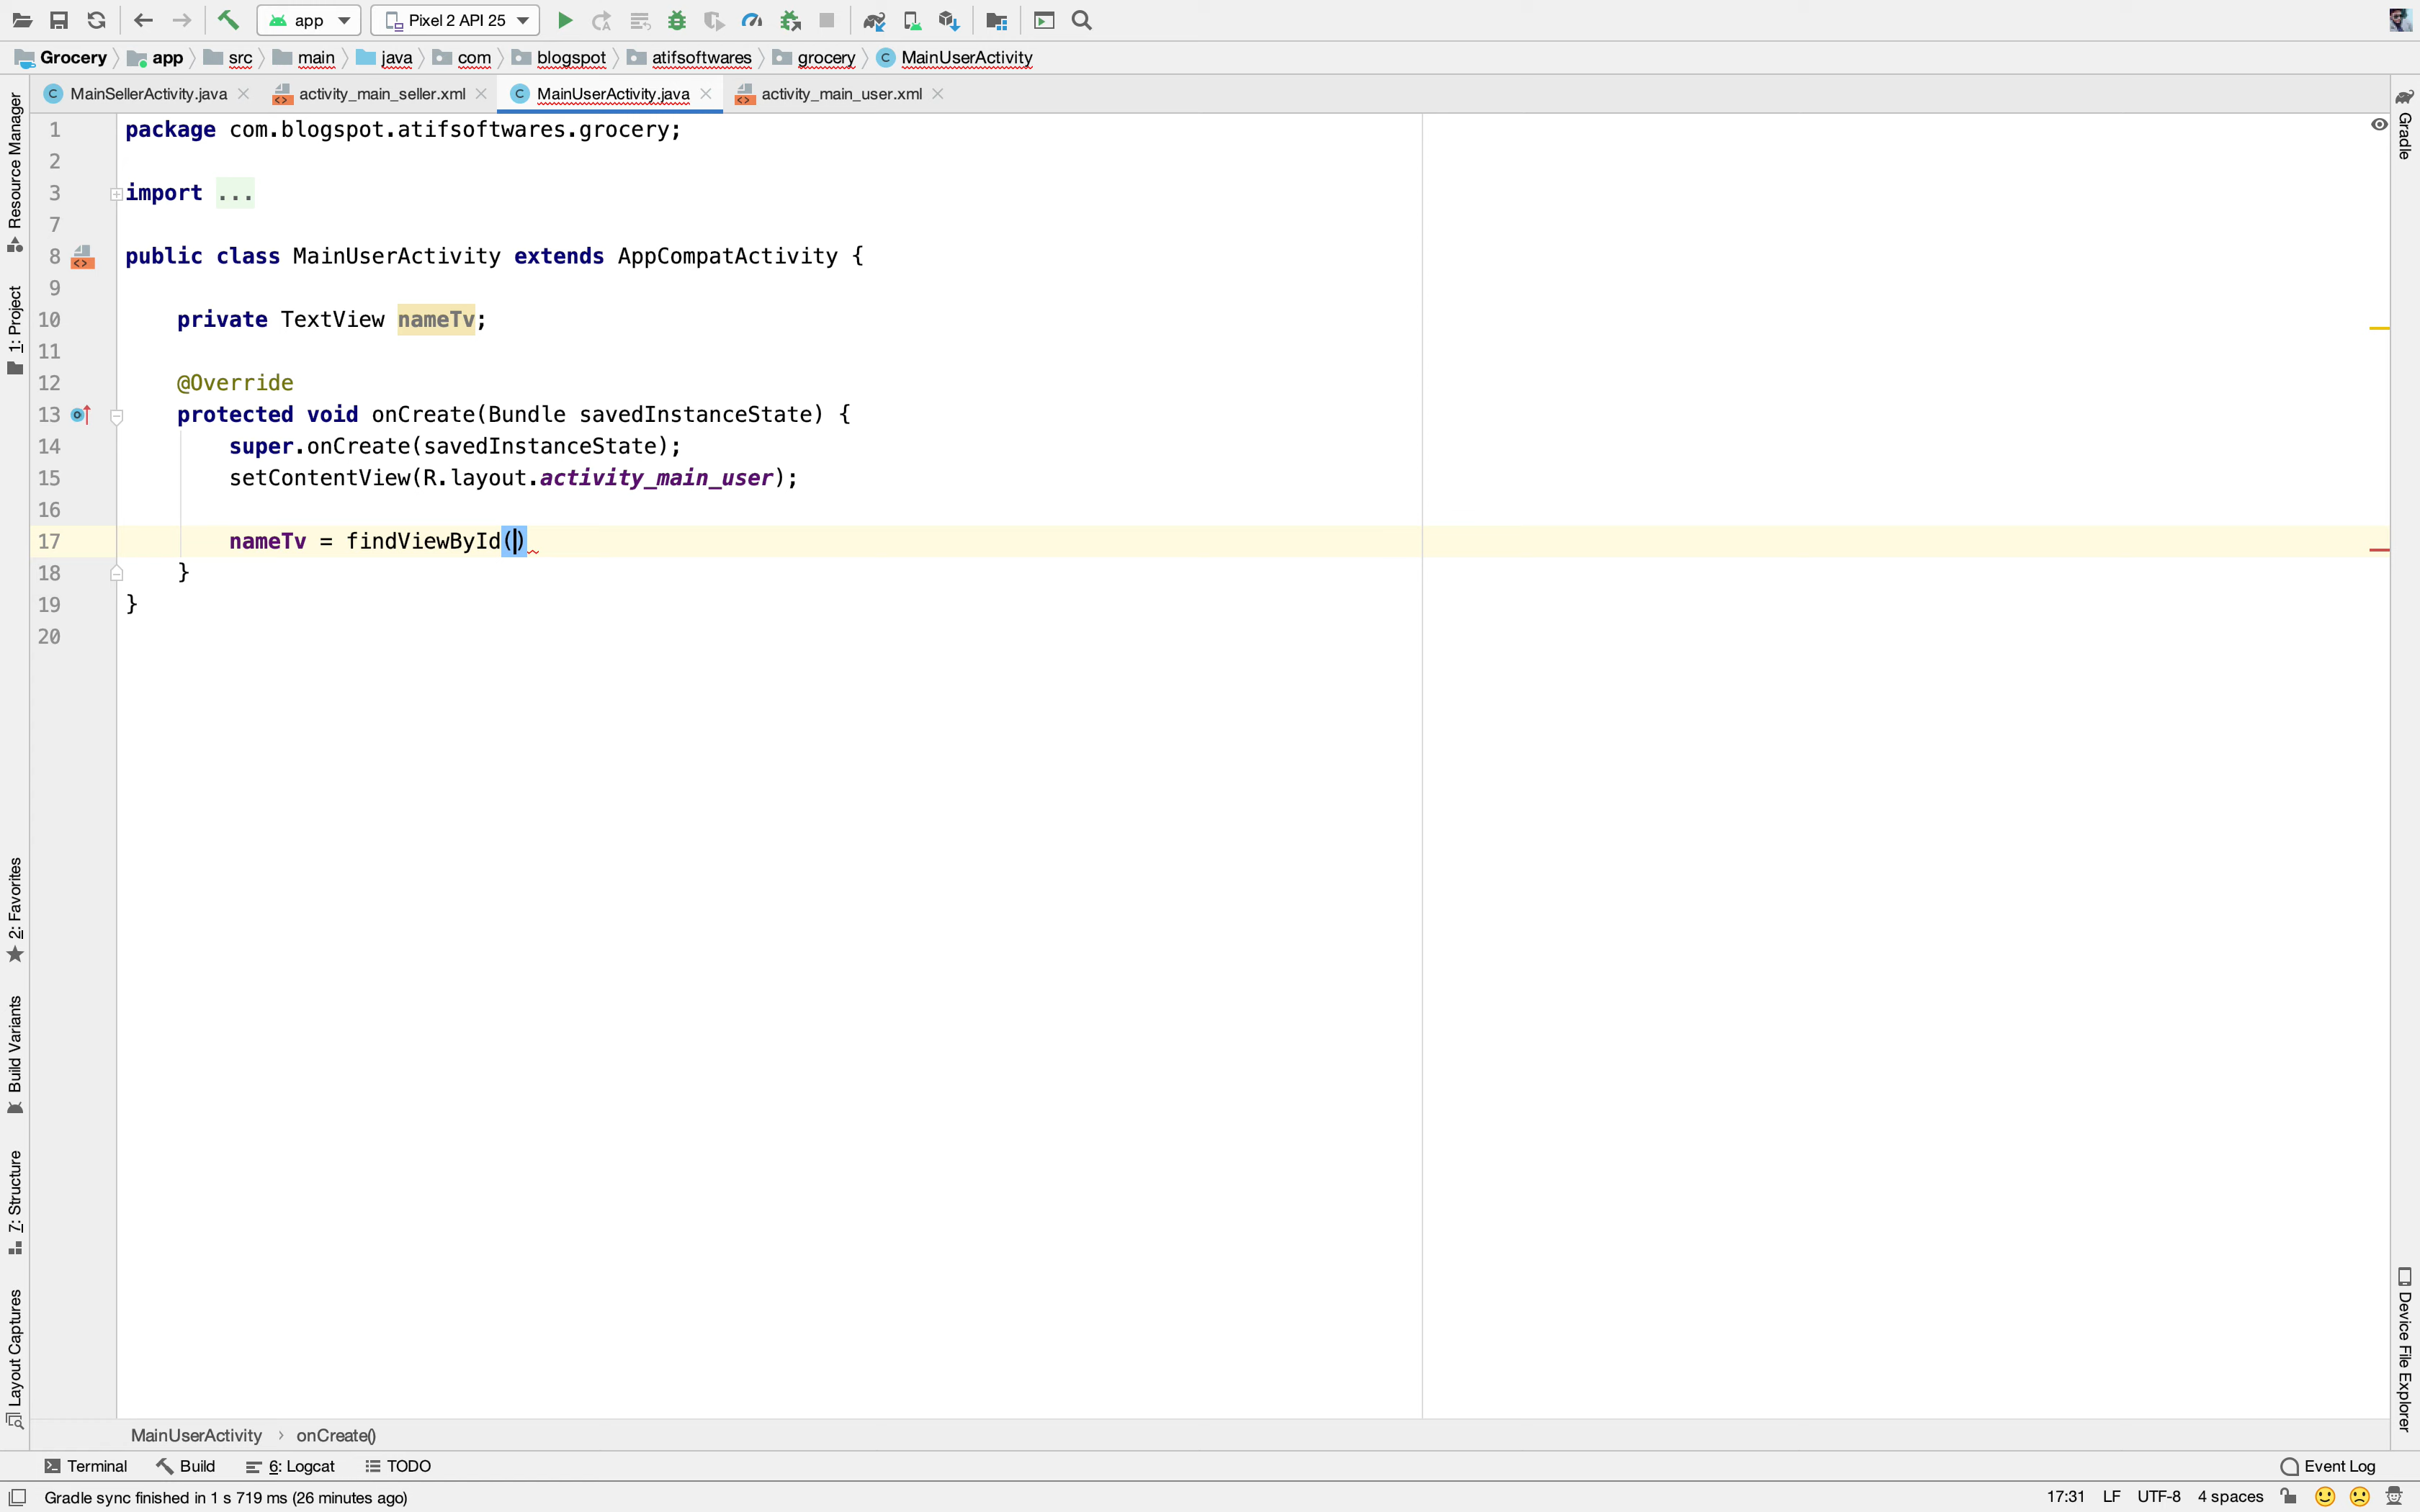 app
Pixel 2 API 25
Grocery app src main java com blogspot atifsoftwares grocery C MainUserActivity
C MainSellerActivity.java activity_main_seller.xml C MainUserActivity.java activity_main_user.xml
Resource Manager
1: Project
2: Favorites
Build Variants
7: Structure
Layout Captures
1 package com.blogspot.atifsoftwares.grocery;
2
3 import ...
7
8 public class MainUserActivity extends AppCompatActivity {
9
10 private TextView nameTv;
11
12 @Override
13 protected void onCreate(Bundle savedInstanceState) {
14 super.onCreate(savedInstanceState);
15 setContentView(R.layout.activity_main_user);
16
17 nameTv = findViewById()
18 }
19 }
20
Gradle
Device File Explorer
MainUserActivity › onCreate()
Terminal Build 6: Logcat TODO Event Log
Gradle sync finished in 1 s 719 ms (26 minutes ago) 17:31 LF UTF-8 4 spaces